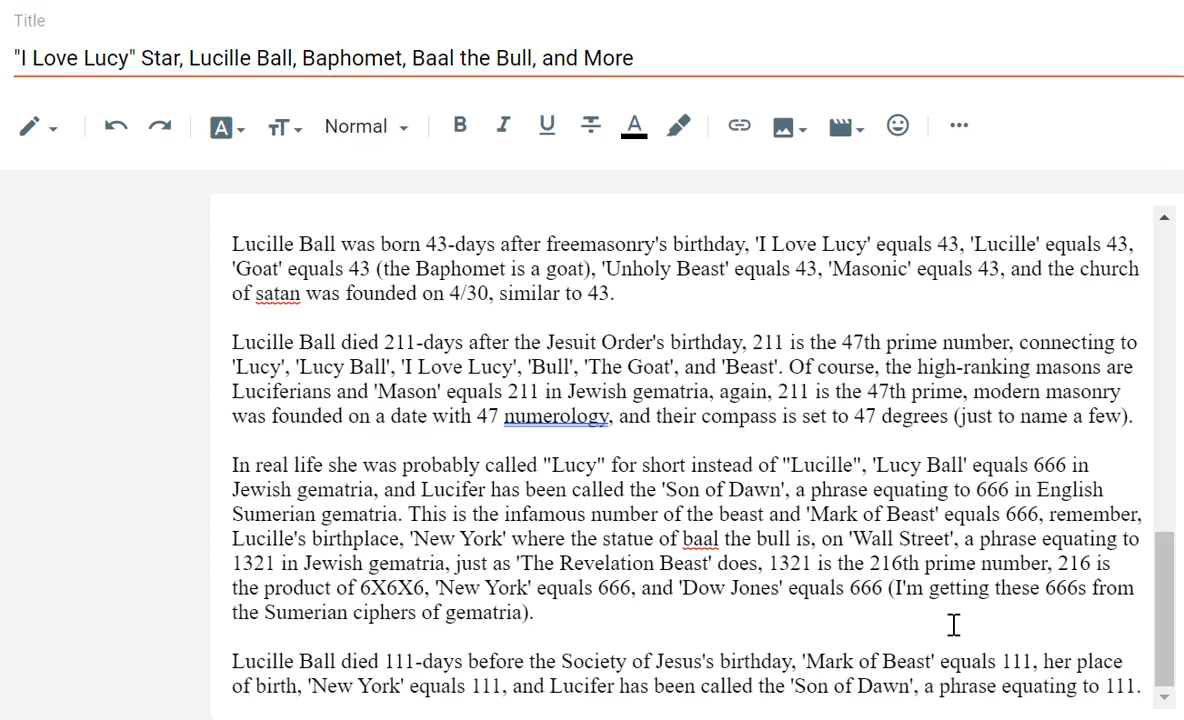 Title
"I Love Lucy" Star, Lucille Ball, Baphomet, Baal the Bull, and More
A TT Normal B I U A
Lucille Ball was born 43-days after freemasonry's birthday, 'I Love Lucy' equals 43, 'Lucille' equals 43,
'Goat' equals 43 (the Baphomet is a goat), 'Unholy Beast' equals 43, 'Masonic' equals 43, and the church
of satan was founded on 4/30, similar to 43.
Lucille Ball died 211-days after the Jesuit Order's birthday, 211 is the 47th prime number, connecting to
'Lucy', 'Lucy Ball', 'I Love Lucy', 'Bull', 'The Goat', and 'Beast'. Of course, the high-ranking masons are
Luciferians and 'Mason' equals 211 in Jewish gematria, again, 211 is the 47th prime, modern masonry
was founded on a date with 47 numerology, and their compass is set to 47 degrees (just to name a few).
In real life she was probably called "Lucy" for short instead of "Lucille", 'Lucy Ball' equals 666 in
Jewish gematria, and Lucifer has been called the 'Son of Dawn', a phrase equating to 666 in English
Sumerian gematria. This is the infamous number of the beast and 'Mark of Beast' equals 666, remember,
Lucille's birthplace, 'New York' where the statue of baal the bull is, on 'Wall Street', a phrase equating to
1321 in Jewish gematria, just as 'The Revelation Beast' does, 1321 is the 216th prime number, 216 is
the product of 6X6X6, 'New York' equals 666, and 'Dow Jones' equals 666 (I'm getting these 666s from
the Sumerian ciphers of gematria).
Lucille Ball died 111-days before the Society of Jesus's birthday, 'Mark of Beast' equals 111, her place
of birth, 'New York' equals 111, and Lucifer has been called the 'Son of Dawn', a phrase equating to 111.